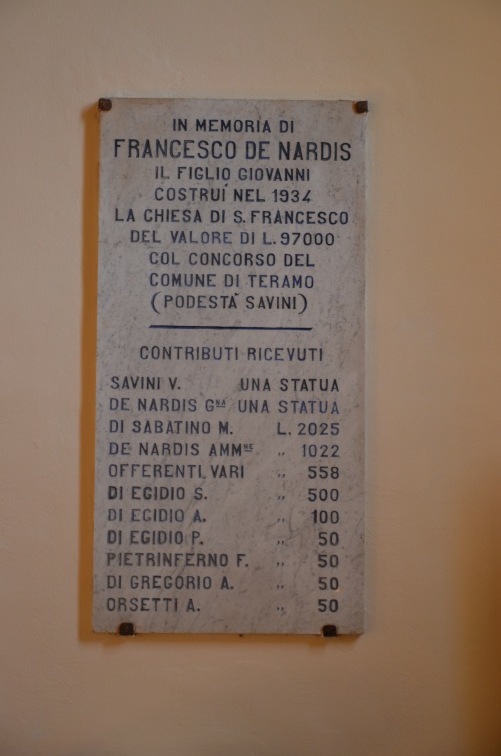 IN MEMORIA DI
FRANCESCO DE NARDIS
IL FIGLIO GIOVANNI
COSTRUÍ NEL 1934
LA CHIESA DI S. FRANCESCO
DEL VALORE DI L. 97000
COL CONCORSO DEL
COMUNE DI TERAMO
(PODESTÀ SAVINI)
CONTRIBUTI RICEVUTI
SAVINI V. UNA STATUA
DE NARDIS Gᴺᴬ UNA STATUA
DI SABATINO M. L. 2025
DE NARDIS AMMᴺᴱ ,, 1022
OFFERENTI VARI ,, 558
DI EGIDIO S. ,, 500
DI EGIDIO A. ,, 100
DI EGIDIO P. ,, 50
PIETRINFERNO F. ,, 50
DI GREGORIO A. ,, 50
ORSETTI A. ,, 50